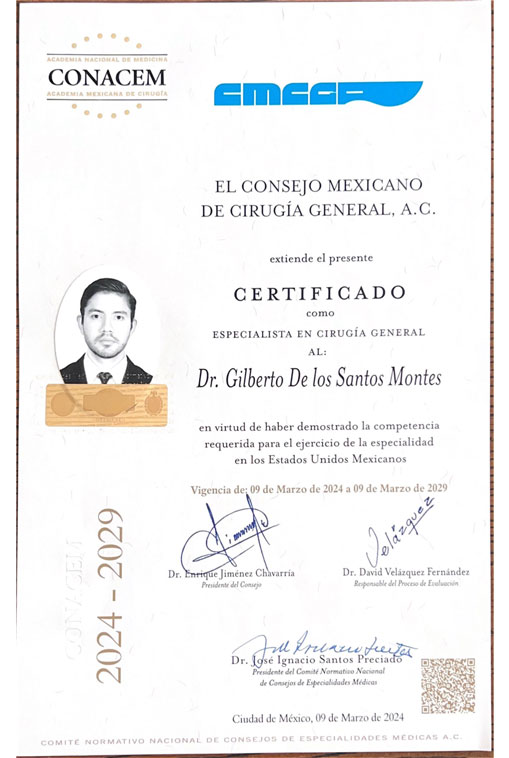 ACADEMIA NACIONAL DE MEDICINA
CONACEM
ACADEMIA MEXICANA DE CIRUGÍA
CMCGP
EL CONSEJO MEXICANO
DE CIRUGÍA GENERAL, A.C.
extiende el presente
CERTIFICADO
como
ESPECIALISTA EN CIRUGÍA GENERAL
AL:
Dr. Gilberto De los Santos Montes
en virtud de haber demostrado la competencia
requerida para el ejercicio de la especialidad
en los Estados Unidos Mexicanos
Vigencia de: 09 de Marzo de 2024 a 09 de Marzo de 2029
Velázquez
Dr. Enrique Jiménez Chavarría
Presidente del Consejo
Dr. David Velázquez Fernández
Responsable del Proceso de Evaluación
CONACEM
2024 - 2029
Dr. José Ignacio Santos Preciado
Presidente del Comité Normativo Nacional
de Consejos de Especialidades Médicas
Ciudad de México, 09 de Marzo de 2024
COMITÉ NORMATIVO NACIONAL DE CONSEJOS DE ESPECIALIDADES MÉDICAS A.C.